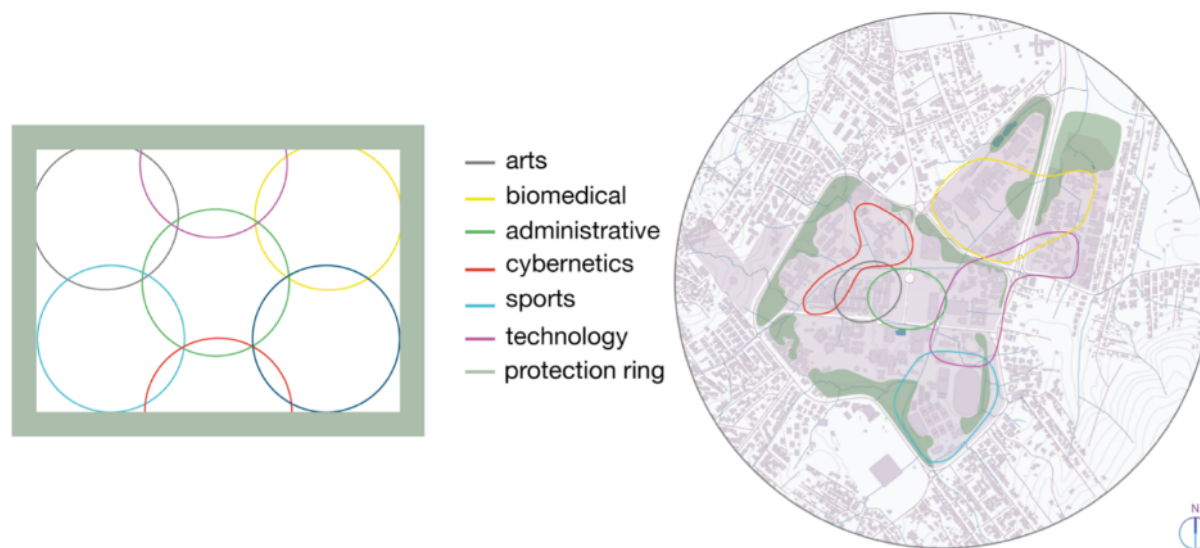 arts
biomedical
administrative
cybernetics
sports
technology
protection ring
N